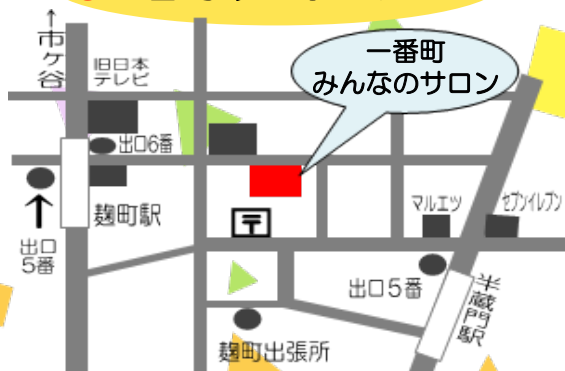 ↑市ケ谷
旧日本
テレビ
一番町
みんなのサロン
出口6番
麹町駅
出口
5番
〒
マルエツ
セブンイレブン
出口5番
半蔵門駅
麹町出張所